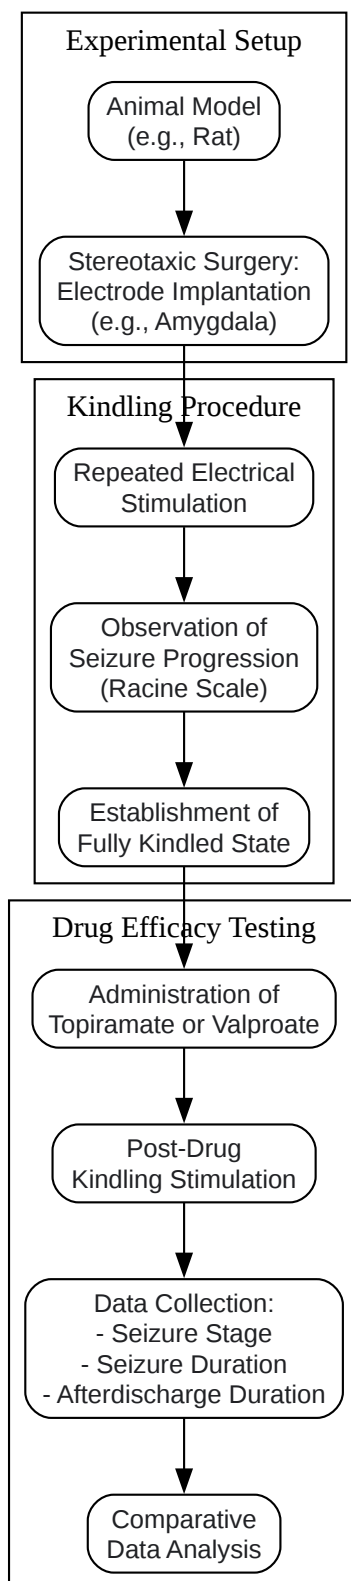 Experimental Setup
Animal Model
(e.g., Rat)
Stereotaxic Surgery:
Electrode Implantation
(e.g., Amygdala)
Kindling Procedure
Repeated Electrical
Stimulation
Observation of
Seizure Progression
(Racine Scale)
Establishment of
Fully Kindled State
Drug Efficacy Testing
Administration of
Topiramate or Valproate
Post-Drug
Kindling Stimulation
Data Collection:
- Seizure Stage
- Seizure Duration
- Afterdischarge Duration
Comparative
Data Analysis